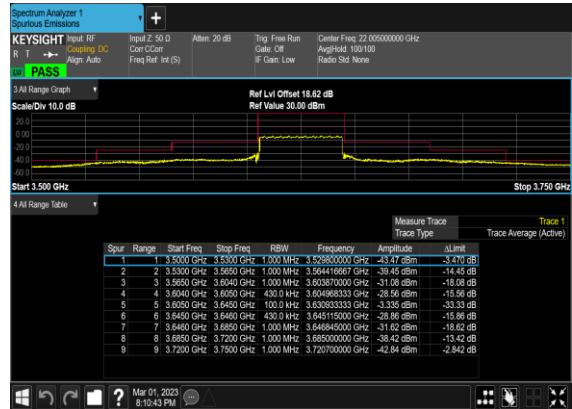 Spectrum Analyzer 1
Spurious Emissions
KEYSIGHT Input: RF Input Z: 50 Ω Atten: 20 dB Trig: Free Run Center Freq: 22.005000000 GHz
R T Coupling: DC Corr CCorr Gate: Off Avg|Hold: 100/100
Align: Auto Freq Ref: Int (S) IF Gain: Low Radio Std: None
PASS
3 All Range Graph
Ref Lvl Offset 18.62 dB
Scale/Div 10.0 dB Ref Value 30.00 dBm
20.0
0.00
-20.0
-40.0
-60.0
Start 3.500 GHz Stop 3.750 GHz
4 All Range Table
Measure Trace Trace 1
Trace Type Trace Average (Active)
Spur Range Start Freq Stop Freq RBW Frequency Amplitude ΔLimit
1 1 3.5000 GHz 3.5300 GHz 1.000 MHz 3.529800000 GHz -43.47 dBm -3.470 dB
2 2 3.5300 GHz 3.5650 GHz 1.000 MHz 3.564416667 GHz -39.45 dBm -14.45 dB
3 3 3.5650 GHz 3.6040 GHz 1.000 MHz 3.603870000 GHz -31.08 dBm -18.08 dB
4 4 3.6040 GHz 3.6050 GHz 430.0 kHz 3.604968333 GHz -28.56 dBm -15.56 dB
5 5 3.6050 GHz 3.6450 GHz 100.0 kHz 3.630933333 GHz -3.335 dBm -33.33 dB
6 6 3.6450 GHz 3.6460 GHz 430.0 kHz 3.645115000 GHz -28.86 dBm -15.86 dB
7 7 3.6460 GHz 3.6850 GHz 1.000 MHz 3.646845000 GHz -31.62 dBm -18.62 dB
8 8 3.6850 GHz 3.7200 GHz 1.000 MHz 3.685000000 GHz -38.42 dBm -13.42 dB
9 9 3.7200 GHz 3.7500 GHz 1.000 MHz 3.720700000 GHz -42.84 dBm -2.842 dB
Mar 01, 2023
8:10:43 PM